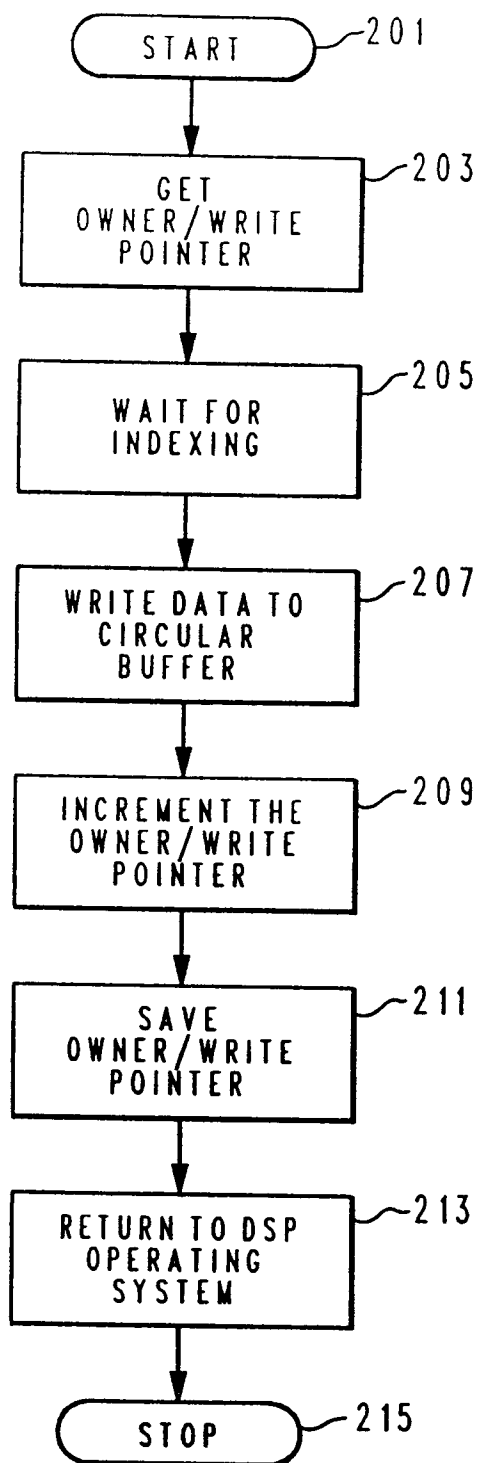 START
201
GET
OWNER/WRITE
POINTER
203
WAIT FOR
INDEXING
205
WRITE DATA TO
CIRCULAR
BUFFER
207
INCREMENT THE
OWNER/WRITE
POINTER
209
SAVE
OWNER/WRITE
POINTER
211
RETURN TO DSP
OPERATING
SYSTEM
213
STOP
215